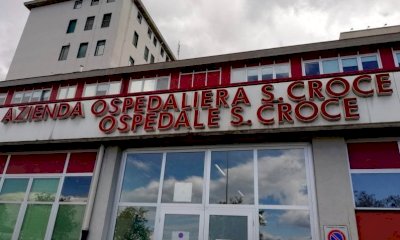 AZIENDA OSPEDALIERA S. CROCE
OSPEDALE S. CROCE